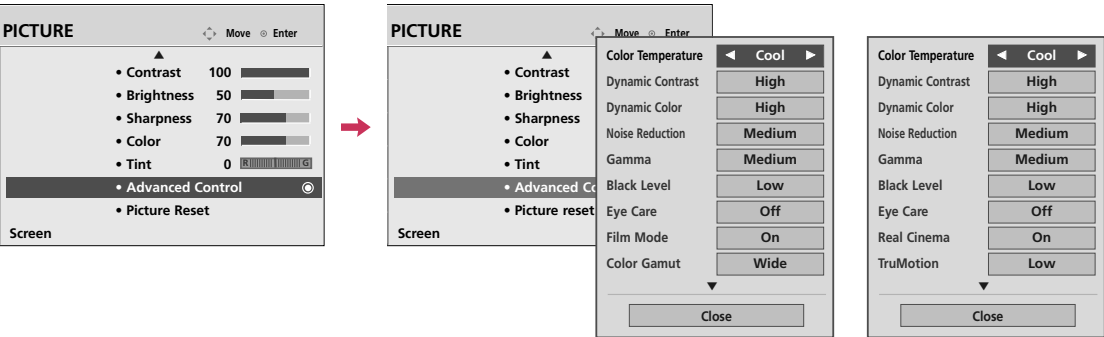 PICTURE
Move Enter
• Contrast 100
• Brightness 50
• Sharpness 70
• Color 70
• Tint 0 R G
• Advanced Control
• Picture Reset
Screen
PICTURE
Move Enter
• Contrast
• Brightness
• Sharpness
• Color
• Tint
• Advanced Co
• Picture reset
Screen
Color Temperature Cool
Dynamic Contrast High
Dynamic Color High
Noise Reduction Medium
Gamma Medium
Black Level Low
Eye Care Off
Film Mode On
Color Gamut Wide
Close
Color Temperature Cool
Dynamic Contrast High
Dynamic Color High
Noise Reduction Medium
Gamma Medium
Black Level Low
Eye Care Off
Real Cinema On
TruMotion Low
Close